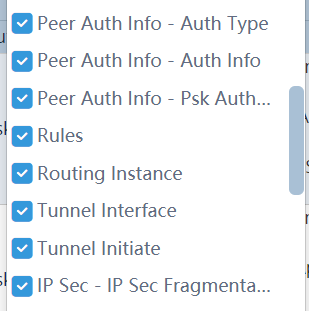 Peer Auth Info - Auth Type
Peer Auth Info - Auth Info
Peer Auth Info - Psk Auth...
Rules
Routing Instance
Tunnel Interface
Tunnel Initiate
IP Sec - IP Sec Fragmenta...